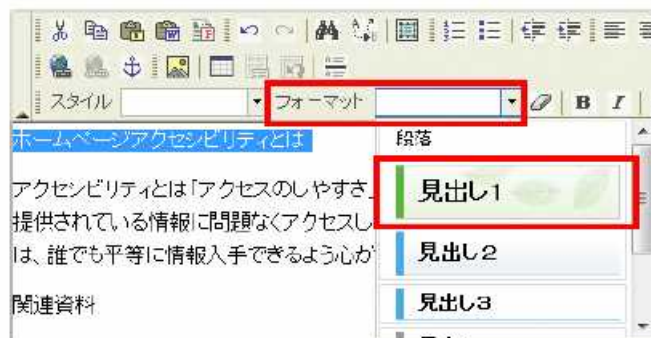 スタイル フォーマット B I
ホームページアクセシビリティとは
段落
アクセシビリティとは「アクセスのしやすさ」
見出し1
提供されている情報に問題なくアクセスし
は、誰でも平等に情報入手できるよう心が
見出し2
関連資料
見出し3